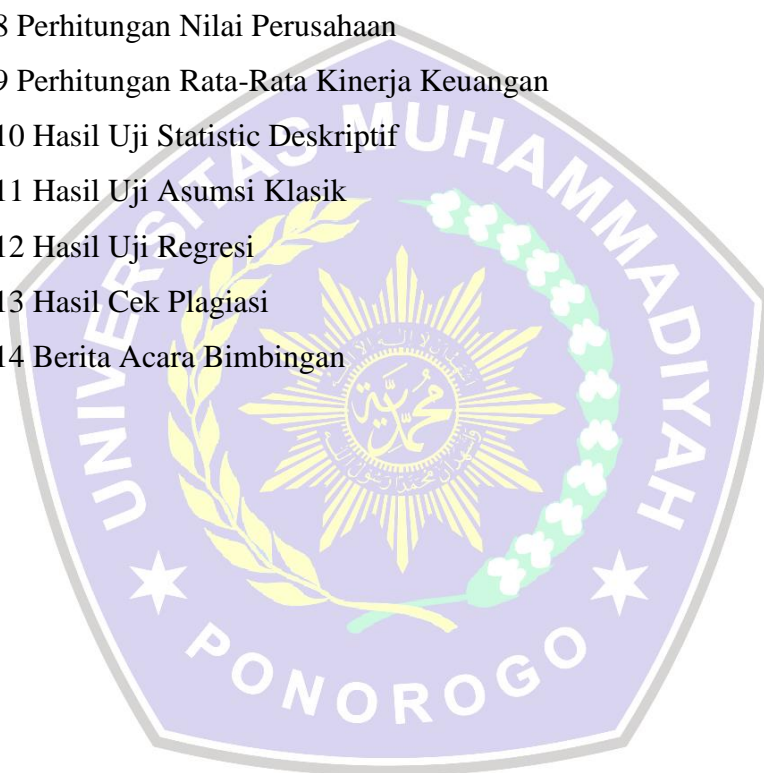 8 Perhitungan Nilai Perusahaan
9 Perhitungan Rata-Rata Kinerja Keuangan
10 Hasil Uji Statistic Deskriptif
11 Hasil Uji Asumsi Klasik
12 Hasil Uji Regresi
13 Hasil Cek Plagiasi
14 Berita Acara Bimbingan
UNIVERSITAS MUHAMMADIYAH
PONOROGO
محمدية